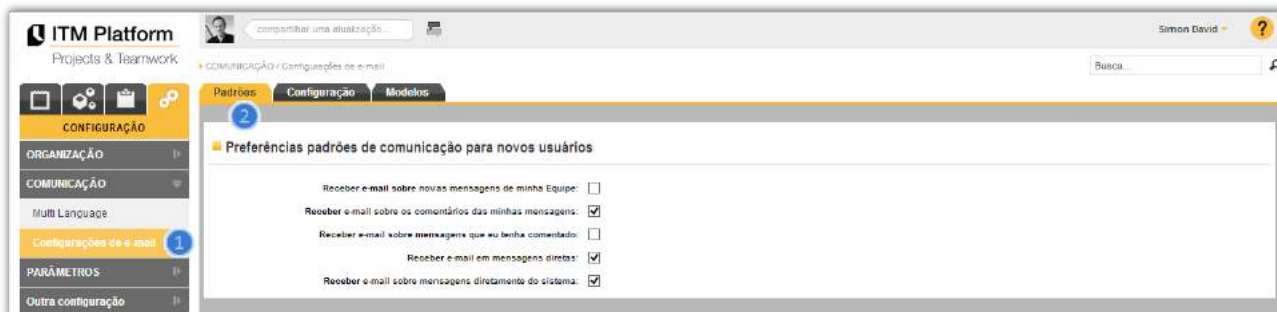 ITM Platform
Projects & Teamwork
compartilhar uma atualização...
Simon David
?
COMUNICAÇÃO / Configurações de e-mail
Busca...
Padrões
Configuração
Modelos
2
CONFIGURAÇÃO
Preferências padrões de comunicação para novos usuários
ORGANIZAÇÃO
COMUNICAÇÃO
Multi Language
Configurações de e-mail
1
PARÂMETROS
Outra configuração
Receber e-mail sobre novas mensagens de minha Equipe:
Receber e-mail sobre os comentários das minhas mensagens:
Receber e-mail sobre mensagens que eu tenha comentado:
Receber e-mail em mensagens diretas:
Receber e-mail sobre mensagens diretamente do sistema: